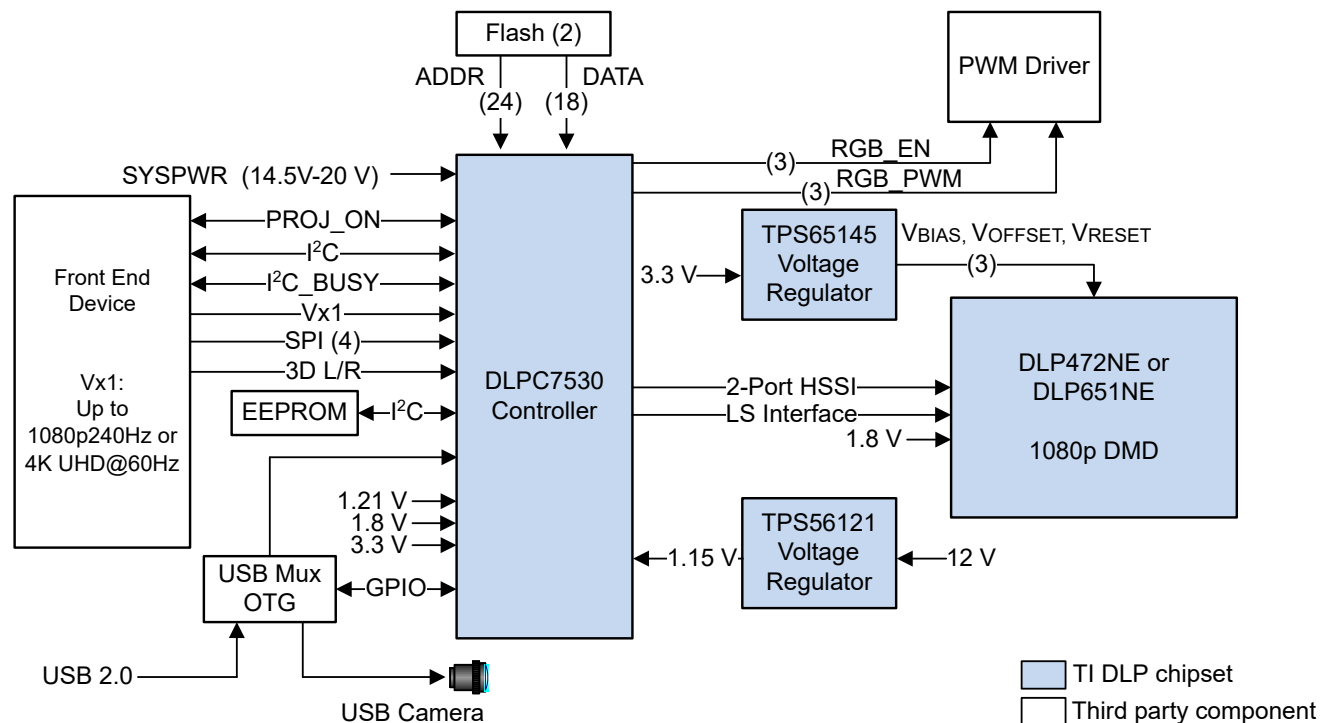 Flash (2)
ADDR
(24)
DATA
(18)
PWM Driver
(3)
RGB_EN
(3)
RGB_PWM
SYSPWR (14.5V-20 V)
Front End
Device
Vx1:
Up to
1080p240Hz or
4K UHD@60Hz
PROJ_ON
I²C
I²C_BUSY
Vx1
SPI (4)
3D L/R
EEPROM
I²C
1.21 V
1.8 V
3.3 V
USB Mux
OTG
GPIO
USB 2.0
USB Camera
DLPC7530
Controller
3.3 V
TPS65145
Voltage
Regulator
VBIAS, VOFFSET, VRESET
(3)
2-Port HSSI
LS Interface
1.8 V
DLP472NE or
DLP651NE
1080p DMD
1.15 V
TPS56121
Voltage
Regulator
12 V
TI DLP chipset
Third party component